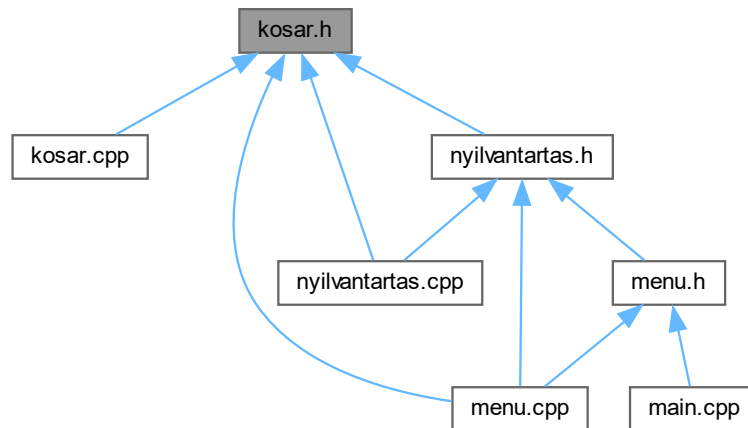 kosar.h
kosar.cpp
nyilvantartas.h
nyilvantartas.cpp
menu.h
menu.cpp
main.cpp